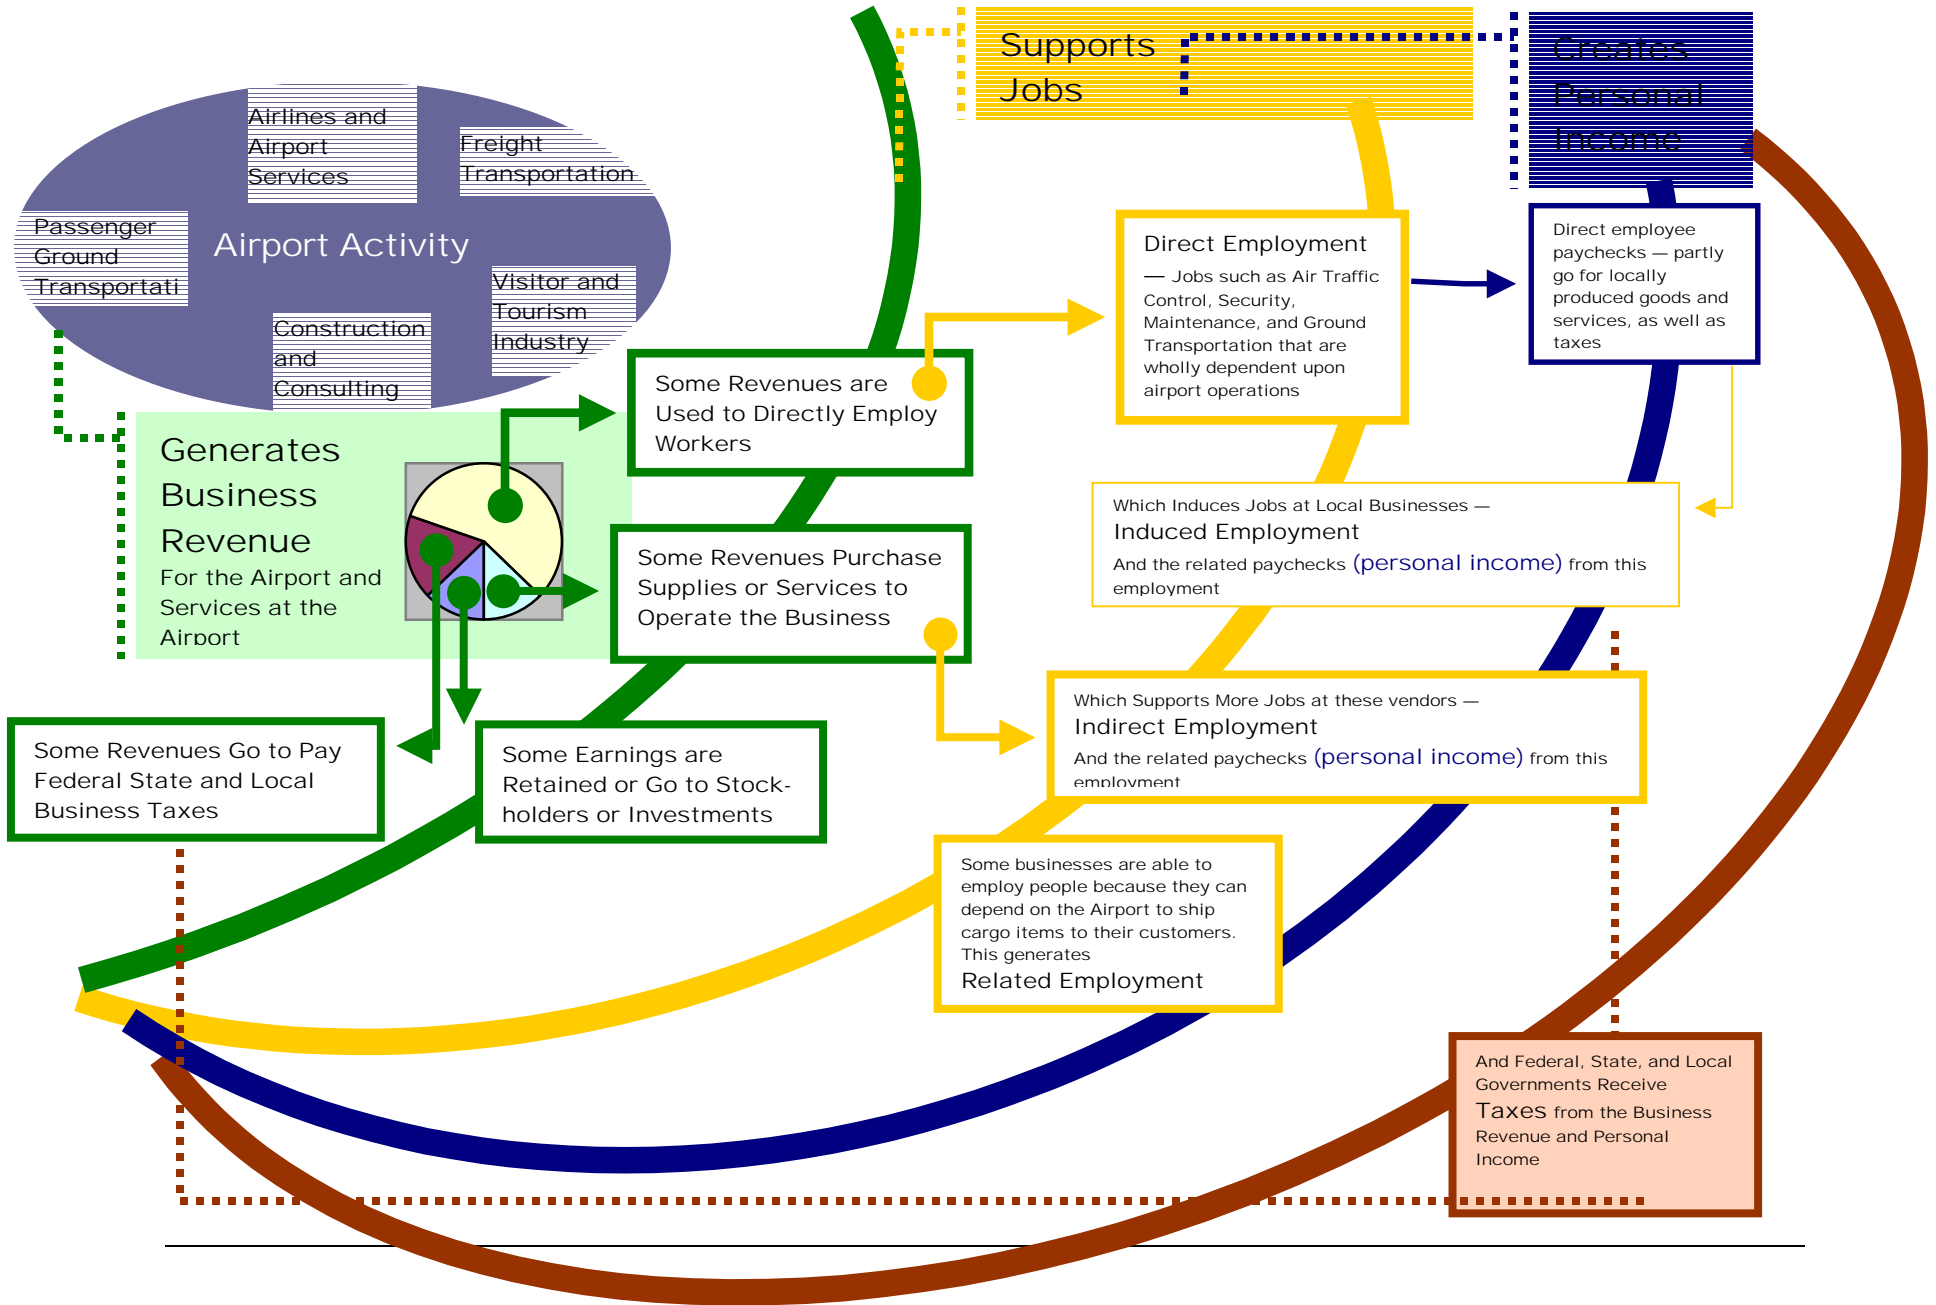 Supports
Jobs
Creates
Personal
Income
Airlines and
Airport
Services
Freight
Transportation
Passenger
Ground
Transportati
Airport Activity
Visitor and
Tourism
Industry
Construction
and
Consulting
Generates
Business
Revenue
For the Airport and
Services at the
Airport
Some Revenues are
Used to Directly Employ
Workers
Some Revenues Purchase
Supplies or Services to
Operate the Business
Some Revenues Go to Pay
Federal State and Local
Business Taxes
Some Earnings are
Retained or Go to Stock-
holders or Investments
Direct Employment
— Jobs such as Air Traffic
Control, Security,
Maintenance, and Ground
Transportation that are
wholly dependent upon
airport operations
Direct employee
paychecks — partly
go for locally
produced goods and
services, as well as
taxes
Which Induces Jobs at Local Businesses —
Induced Employment
And the related paychecks (personal income) from this
employment
Which Supports More Jobs at these vendors —
Indirect Employment
And the related paychecks (personal income) from this
employment
Some businesses are able to
employ people because they can
depend on the Airport to ship
cargo items to their customers.
This generates
Related Employment
And Federal, State, and Local
Governments Receive
Taxes from the Business
Revenue and Personal
Income